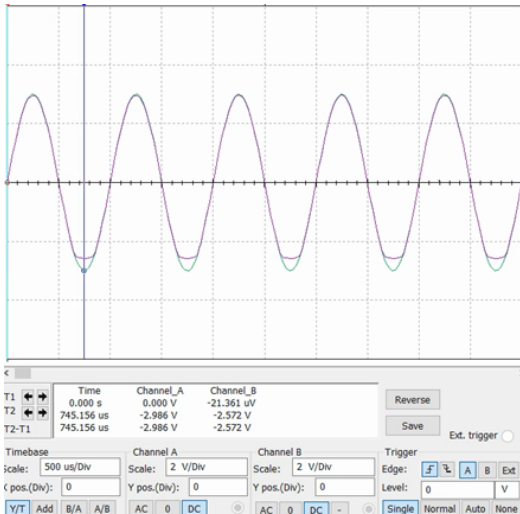 Time Channel_A Channel_B
T1 0.000 s 0.000 V -21.361 uV
T2 745.156 us -2.986 V -2.572 V
T2-T1 745.156 us -2.986 V -2.572 V
Reverse
Save
Ext. trigger
Timebase
Scale: 500 us/Div
X pos.(Div): 0
Y/T Add B/A A/B
Channel A
Scale: 2 V/Div
Y pos.(Div): 0
AC 0 DC
Channel B
Scale: 2 V/Div
Y pos.(Div): 0
AC 0 DC -
Trigger
Edge: A B Ext
Level: 0 V
Single Normal Auto None